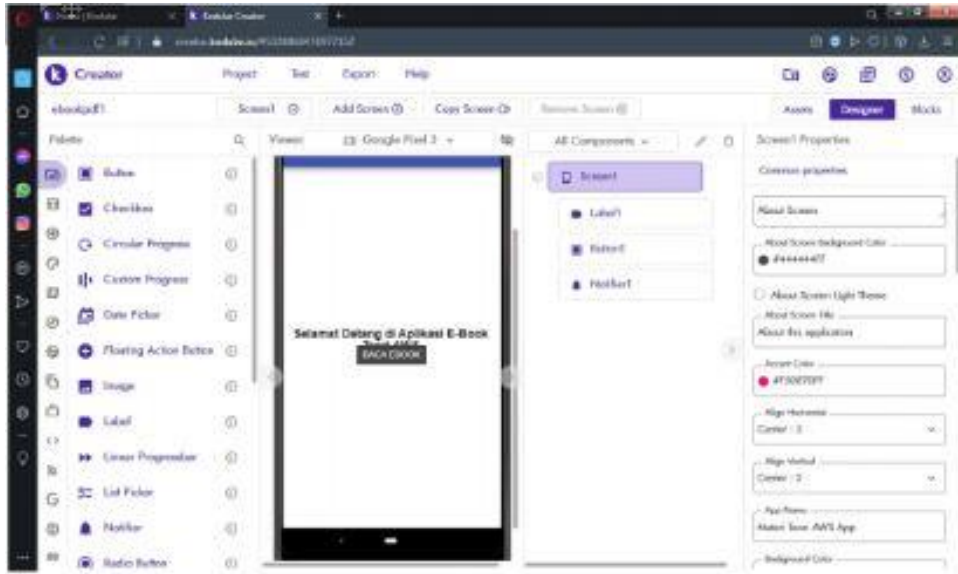 Kodular Creator
Creator
Project
Test
Export
Help
ebookpdf1
Screen1
Add Screen
Copy Screen
Remove Screen
Assets
Designer
Blocks
Palette
Viewer
Google Pixel 3
All Components
Screen1 Properties
Button
Checkbox
Circular Progress
Custom Progress
Date Picker
Floating Action Button
Image
Label
Linear Progressbar
List Picker
Notifier
Radio Button
Selamat Datang di Aplikasi E-Book
BACA EBOOK
Screen1
Label1
Button1
Notifier1
Common properties
About Screen
About Screen Background Color
About Screen Light Theme
About Screen Title
About this application
Accent Color
Align Horizontal
Center : 3
Align Vertical
Center : 2
App Name
Background Color